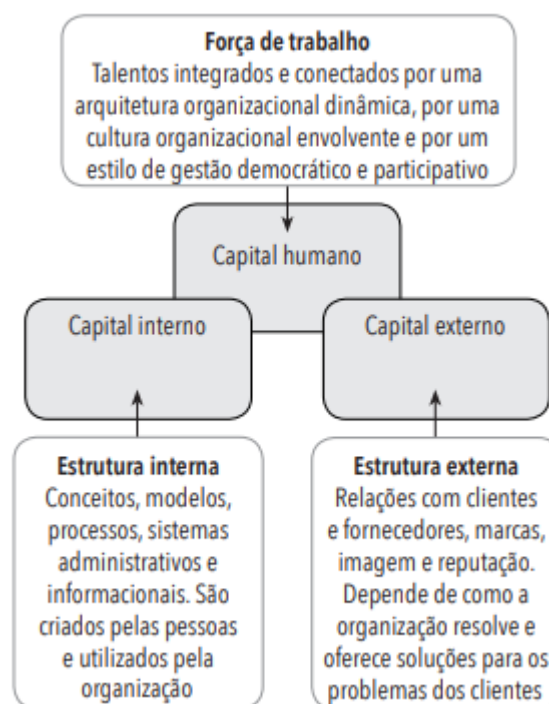 Força de trabalho
Talentos integrados e conectados por uma
arquitetura organizacional dinâmica, por uma
cultura organizacional envolvente e por um
estilo de gestão democrático e participativo
Capital humano
Capital interno
Capital externo
Estrutura interna
Conceitos, modelos,
processos, sistemas
administrativos e
informacionais. São
criados pelas pessoas
e utilizados pela
organização
Estrutura externa
Relações com clientes
e fornecedores, marcas,
imagem e reputação.
Depende de como a
organização resolve e
oferece soluções para os
problemas dos clientes